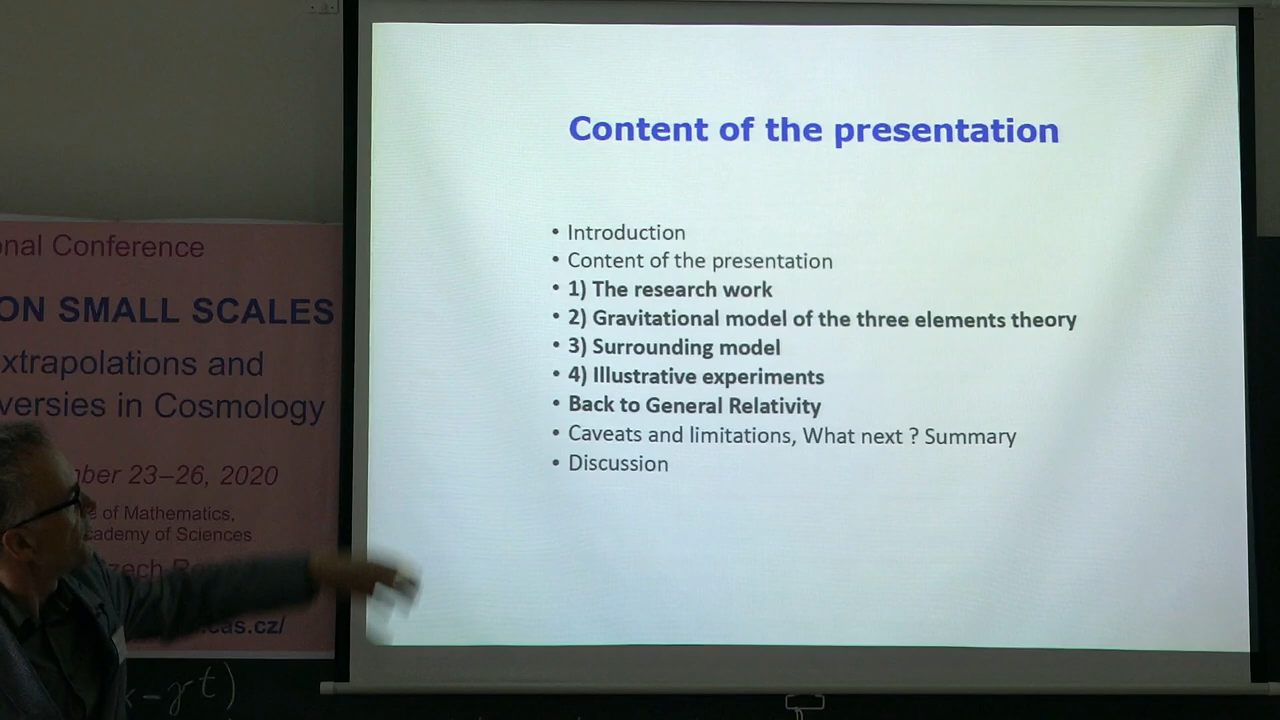 Content of the presentation
• Introduction
• Content of the presentation
• 1) The research work
• 2) Gravitational model of the three elements theory
• 3) Surrounding model
• 4) Illustrative experiments
• Back to General Relativity
• Caveats and limitations, What next ? Summary
• Discussion
onal Conference
ON SMALL SCALES
xtrapolations and
versies in Cosmology
ber 23–26, 2020
of Mathematics,
cademy of Sciences
zech Re
.cas.cz/
- γt)